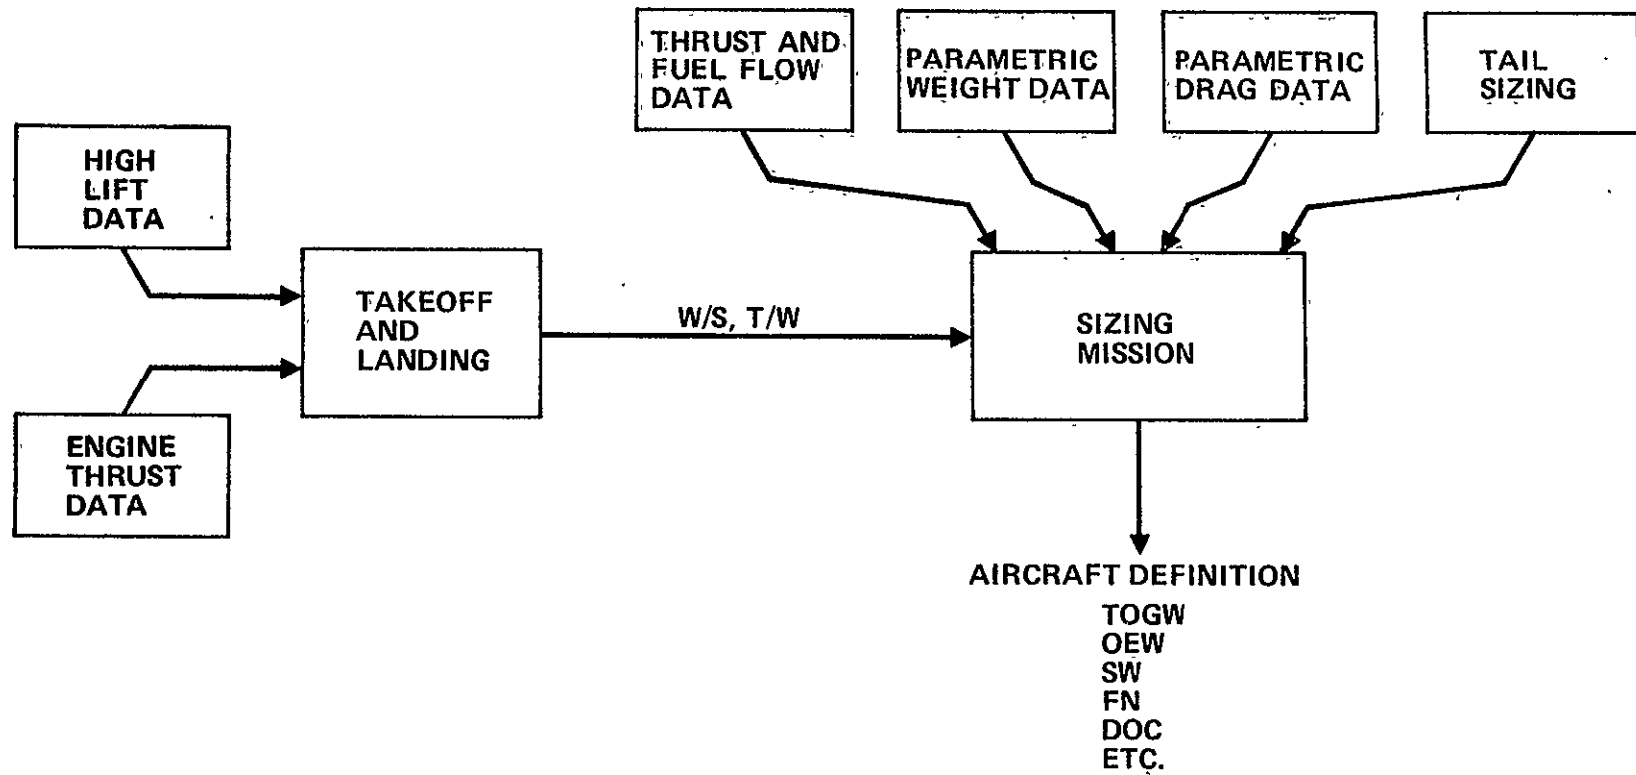 THRUST AND
FUEL FLOW
DATA
PARAMETRIC
WEIGHT DATA
PARAMETRIC
DRAG DATA
TAIL
SIZING
HIGH
LIFT
DATA
TAKEOFF
AND
LANDING
W/S, T/W
SIZING
MISSION
ENGINE
THRUST
DATA
AIRCRAFT DEFINITION
TOGW
OEW
SW
FN
DOC
ETC.